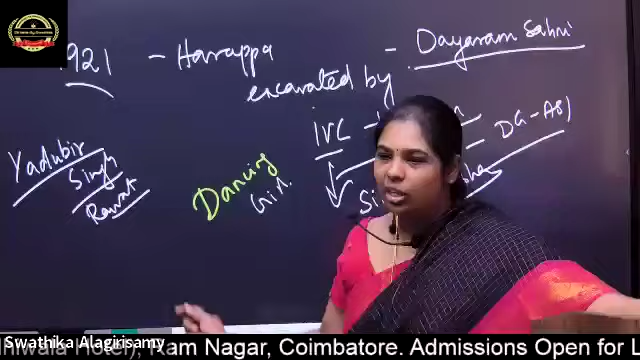 1921 - Harappa - Dayaram Sahni
excavated by
IVC -
DG-ASI
Yadubir
Singh
Rawat
Dancing
Girl.
Si
Swathika Alagirisamy
Ram Nagar, Coimbatore. Admissions Open for